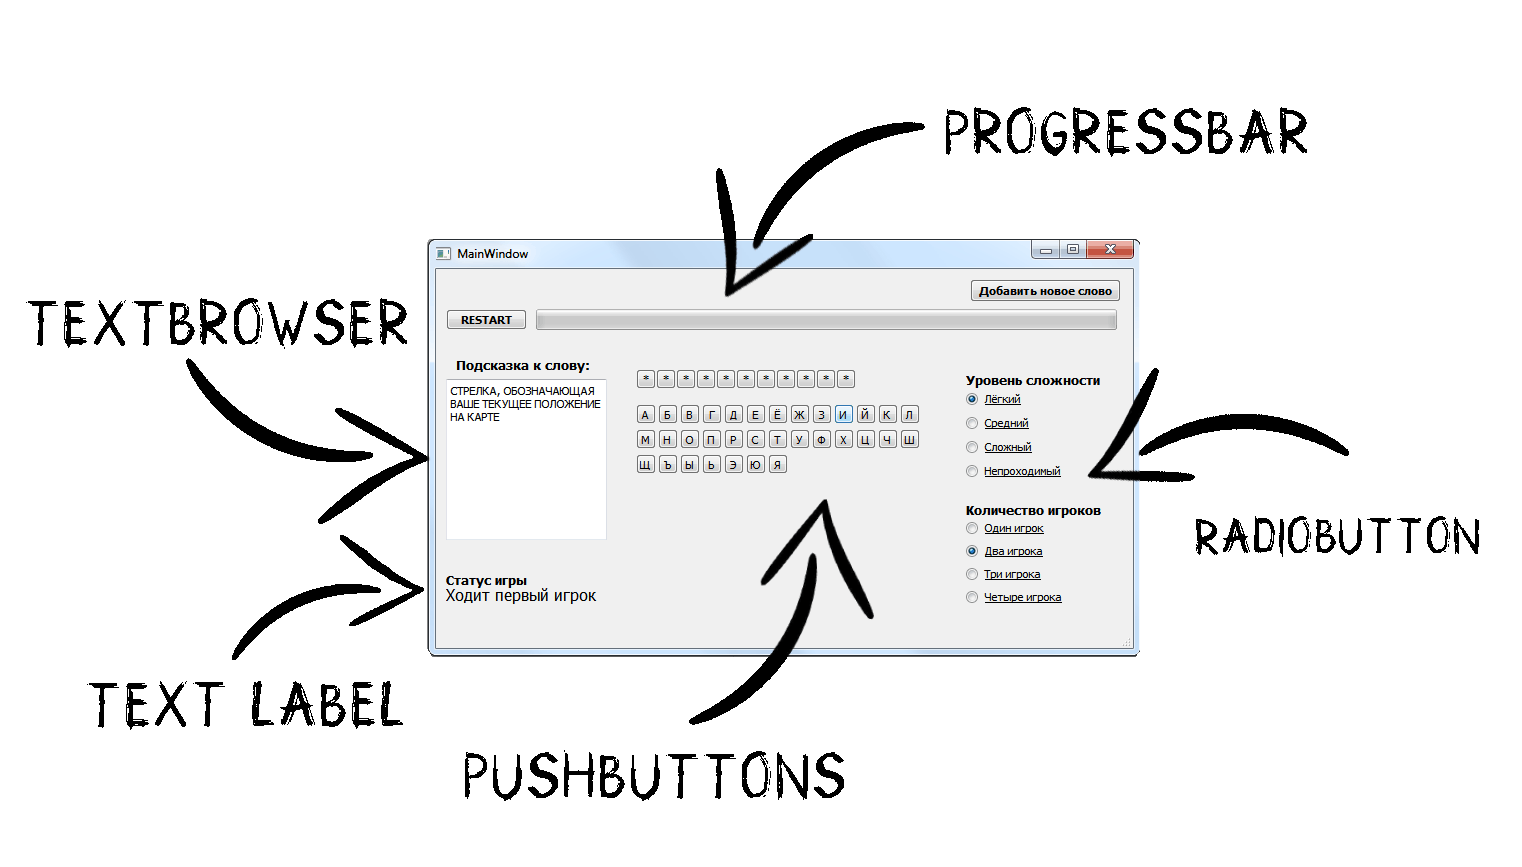 PROGRESSBAR
MainWindow
Добавить новое слово
TEXTBROWSER
RESTART
Подсказка к слову:
СТРЕЛКА, ОБОЗНАЧАЮЩАЯ
ВАШЕ ТЕКУЩЕЕ ПОЛОЖЕНИЕ
НА КАРТЕ
* * * * * * * * * * *
А Б В Г Д Е Ё Ж З И Й К Л
М Н О П Р С Т У Ф Х Ц Ч Ш
Щ Ъ Ы Ь Э Ю Я
Уровень сложности
Лёгкий
Средний
Сложный
Непроходимый
Количество игроков
Один игрок
Два игрока
Три игрока
Четыре игрока
RADIOBUTTON
Статус игры
Ходит первый игрок
TEXT LABEL
PUSHBUTTONS